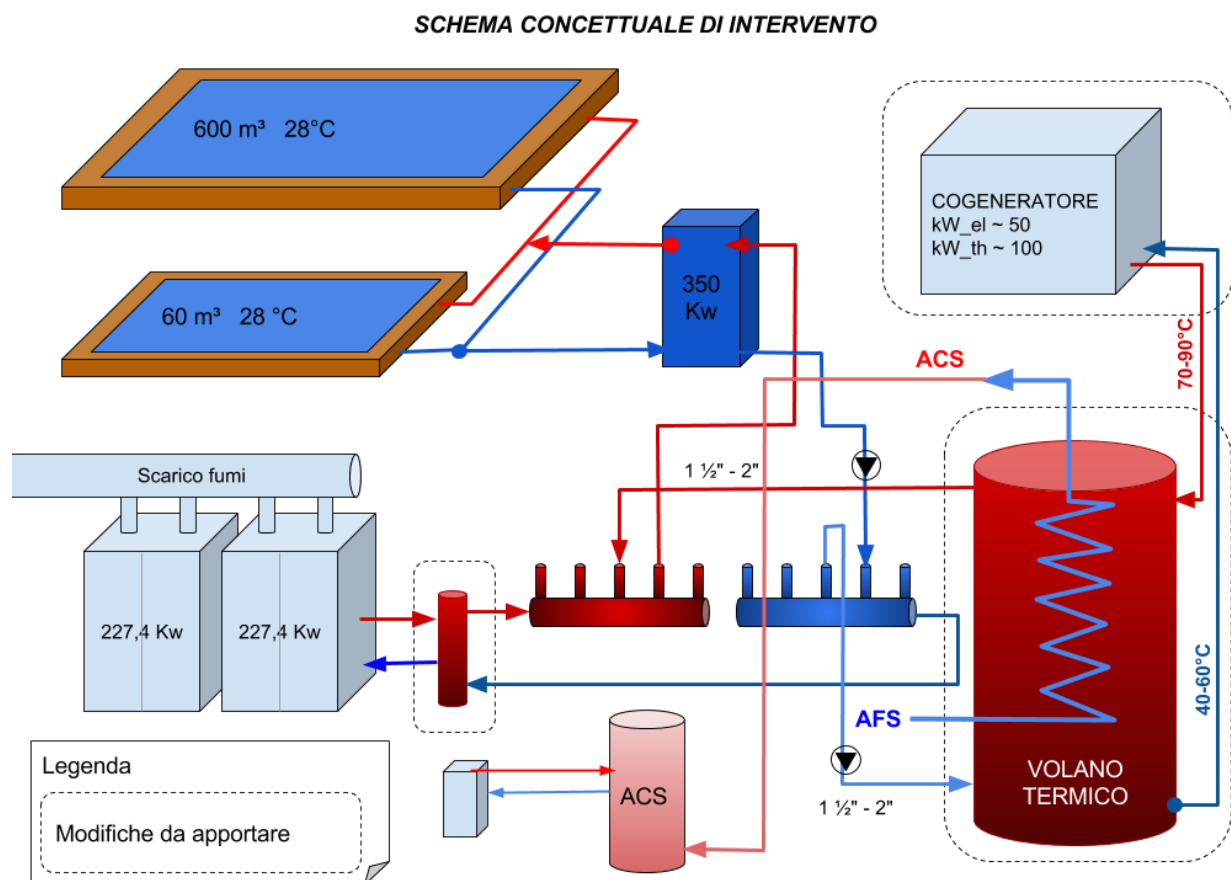 SCHEMA CONCETTUALE DI INTERVENTO
600 m³ 28°C
60 m³ 28 °C
350
Kw
COGENERATORE
kW_el ~ 50
kW_th ~ 100
70-90°C
40-60°C
ACS
1 ½" - 2"
Scarico fumi
227,4 Kw
227,4 Kw
AFS
VOLANO
TERMICO
1 ½" - 2"
ACS
Legenda
Modifiche da apportare